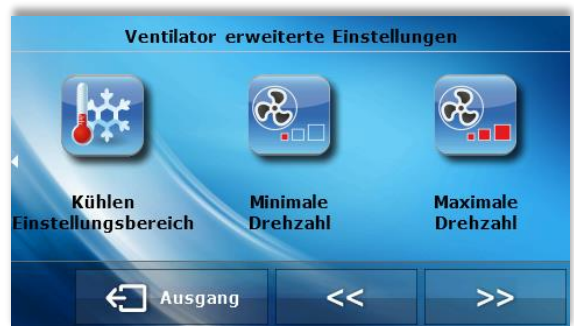 Ventilator erweiterte Einstellungen
Kühlen
Einstellungsbereich
Minimale
Drehzahl
Maximale
Drehzahl
Ausgang
<<
>>